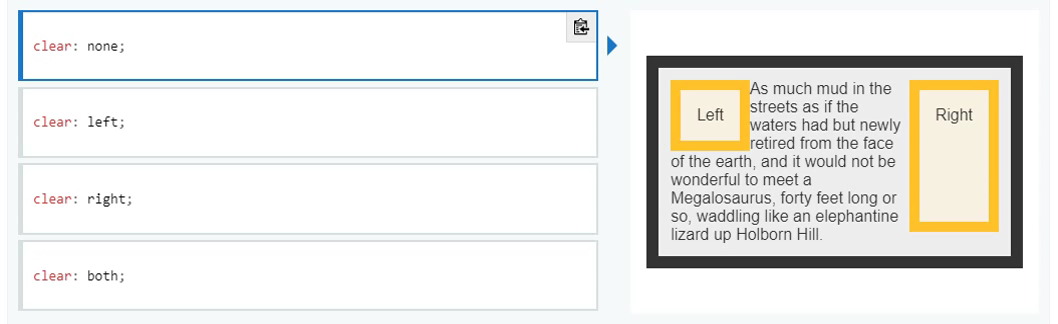 clear: none;
clear: left;
clear: right;
clear: both;
Left
As much mud in the
streets as if the
waters had but newly
retired from the face
of the earth, and it would not be
wonderful to meet a
Megalosaurus, forty feet long or
so, waddling like an elephantine
lizard up Holborn Hill.
Right